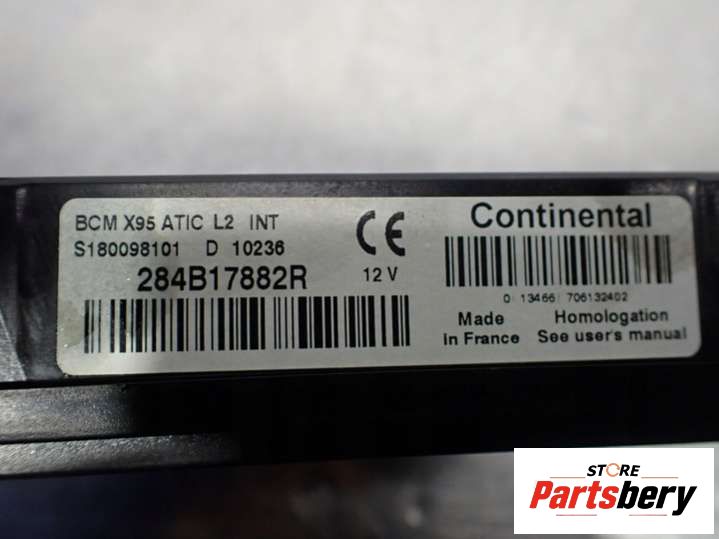 BCM X95 ATIC L2 INT
S180098101 D 10236
284B17882R
CE
12 V
Continental
0 13466 706132402
Made
in France
Homologation
See user's manual
STORE
Partsbery